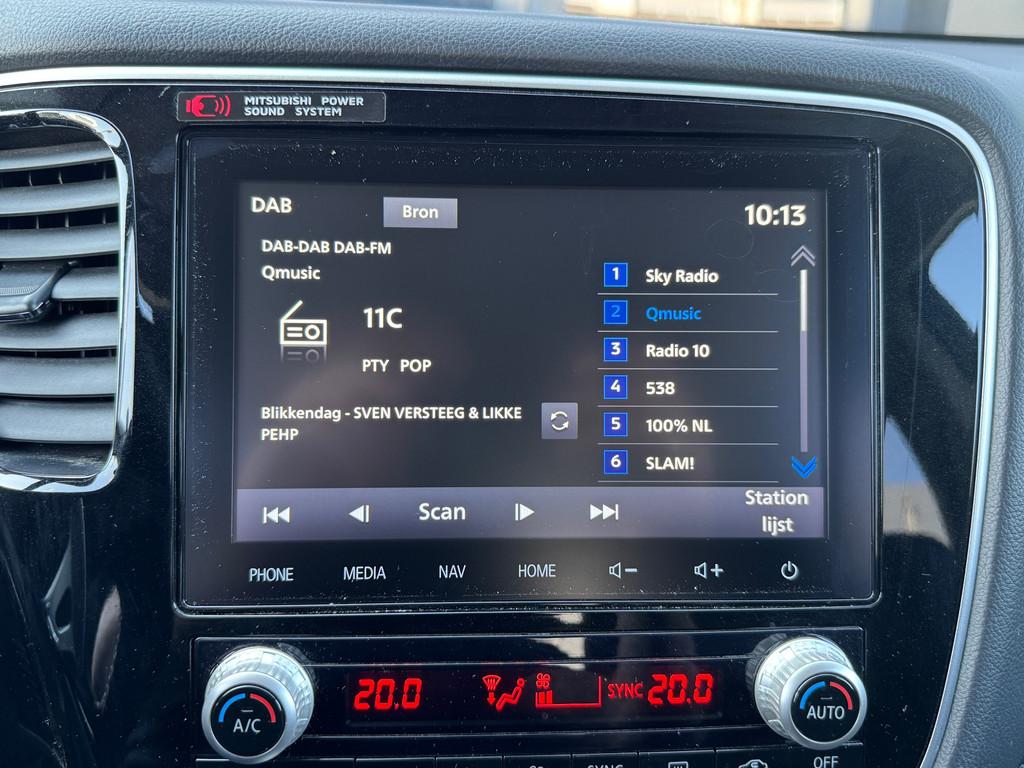 MITSUBISHI POWER
SOUND SYSTEM
DAB
Bron
10:13
DAB-DAB DAB-FM
Qmusic
11C
PTY POP
Blikkendag - SVEN VERSTEEG & LIKKE
PEHP
1 Sky Radio
2 Qmusic
3 Radio 10
4 538
5 100% NL
6 SLAM!
Scan
Station
lijst
PHONE MEDIA NAV HOME
20.0
SYNC 20.0
A/C
AUTO
SYNC
OFF